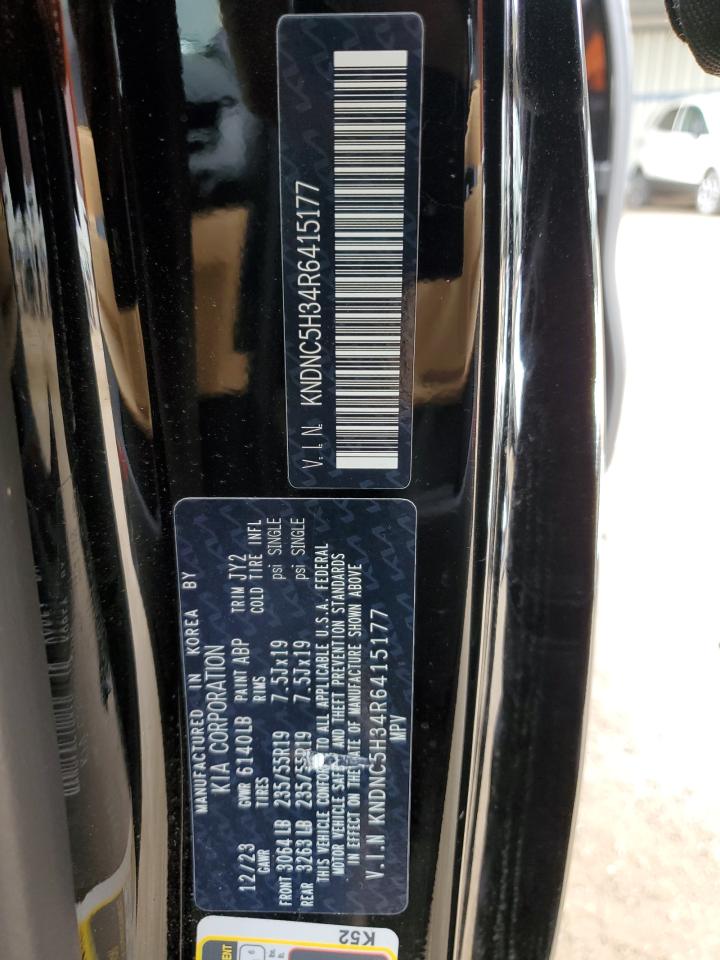 V.I.N. KNDNC5H34R6415177
MANUFACTURED IN KOREA BY
KIA CORPORATION
12/23 GVWR 6140LB PAINT ABP TRIM JY2
GAWR TIRES RIMS COLD TIRE INFL
FRONT 3064LB 235/55R19 7.5Jx19 psi SINGLE
REAR 3263LB 235/55R19 7.5Jx19 psi SINGLE
THIS VEHICLE CONFORMS TO ALL APPLICABLE U.S.A. FEDERAL
MOTOR VEHICLE SAFETY AND THEFT PREVENTION STANDARDS
IN EFFECT ON THE DATE OF MANUFACTURE SHOWN ABOVE
V.I.N KNDNC5H34R6415177
MPV
K52